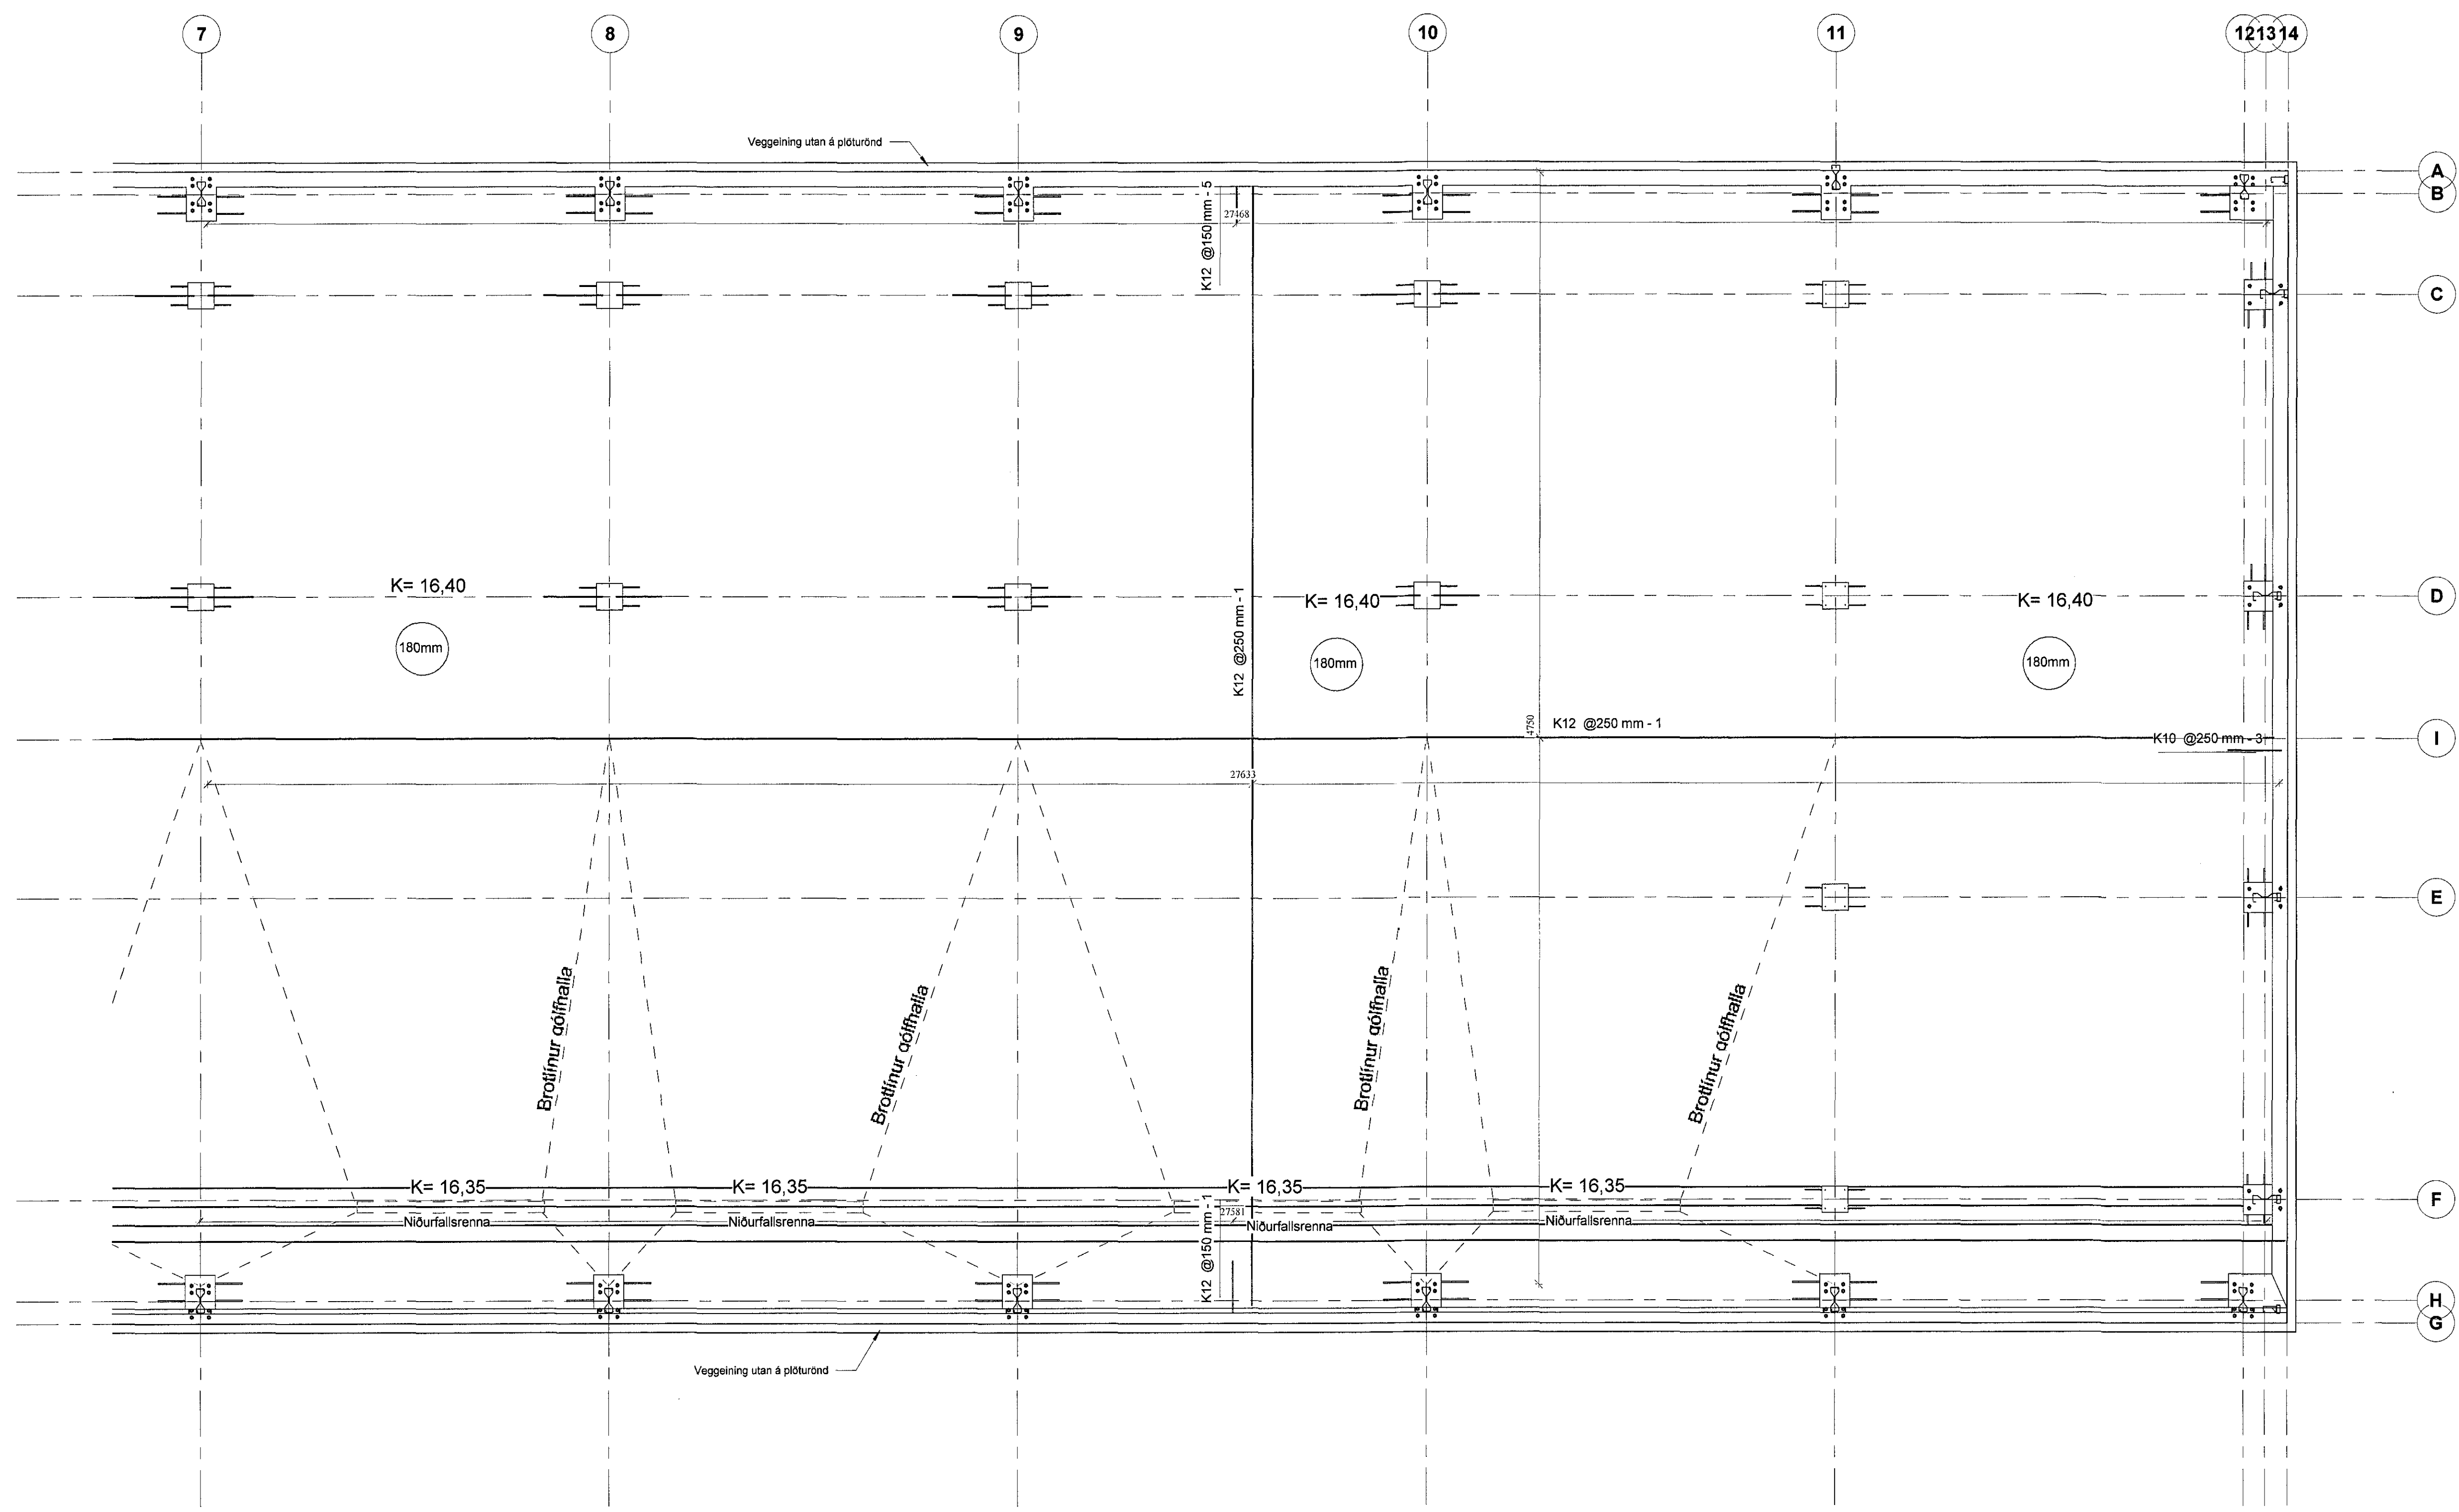 7
8
9
10
11
12
13
14
Veggeining utan á plöturönd
A
B
K12 @150 mm - 5
27468
C
K= 16,40
K= 16,40
K= 16,40
D
180mm
180mm
180mm
K12 @250 mm - 1
4750
K12 @250 mm - 1
K10 @250 mm - 3
I
27633
E
Brotlínur gólfhalla
Brotlínur gólfhalla
Brotlínur gólfhalla
Brotlínur gólfhalla
K= 16,35
K= 16,35
K= 16,35
K= 16,35
F
Niðurfallsrenna
Niðurfallsrenna
Niðurfallsrenna
Niðurfallsrenna
27581
K12 @150 mm - 1
H
G
Veggeining utan á plöturönd